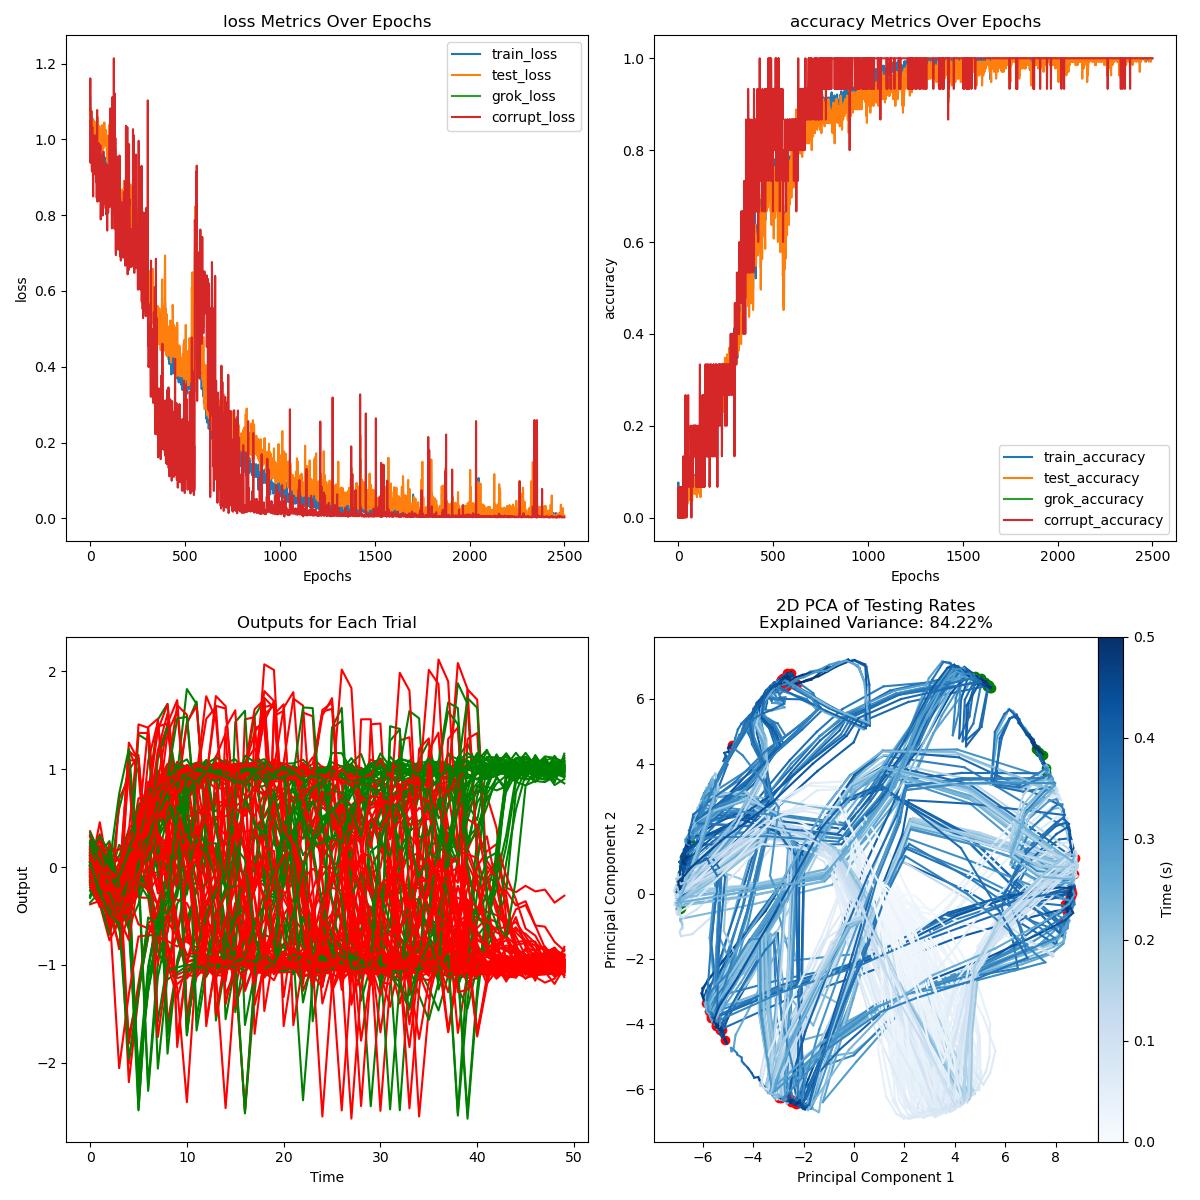 loss Metrics Over Epochs
1.2
1.0
0.8
0.6
0.4
0.2
0.0
loss
train_loss
test_loss
grok_loss
corrupt_loss
0
500
1000
1500
2000
2500
Epochs
accuracy Metrics Over Epochs
1.0
0.8
0.6
0.4
0.2
0.0
accuracy
train_accuracy
test_accuracy
grok_accuracy
corrupt_accuracy
0
500
1000
1500
2000
2500
Epochs
Outputs for Each Trial
2
1
0
−1
−2
Output
0
10
20
30
40
50
Time
2D PCA of Testing Rates
Explained Variance: 84.22%
6
4
2
0
−2
−4
−6
Principal Component 2
−6
−4
−2
0
2
4
6
8
Principal Component 1
0.5
0.4
0.3
0.2
0.1
0.0
Time (s)